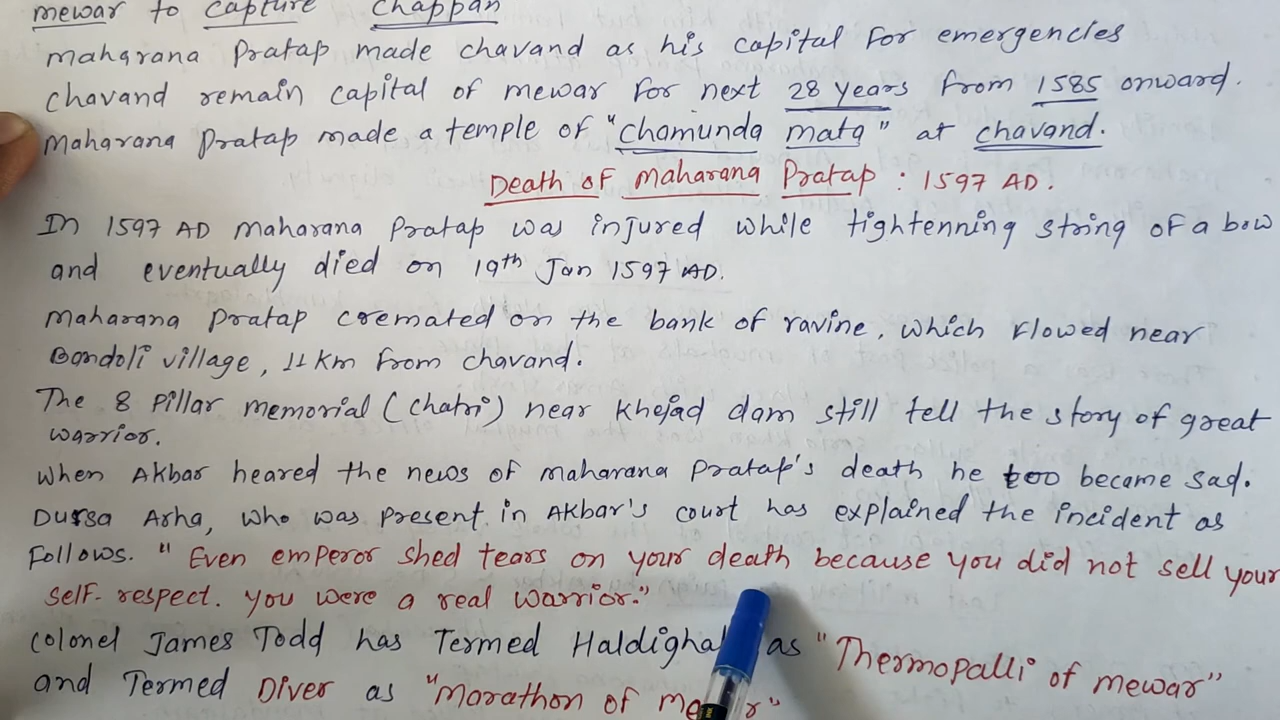 mewar to capture chappan
maharana Pratap made chavand as his capital for emergencies
chavand remain capital of mewar for next 28 years from 1585 onward.
Maharana Pratap made a temple of "Chamunda mata" at chavand.
Death of Maharana Pratap : 1597 AD.
In 1597 AD maharana Pratap was injured while tightenning string of a bow
and eventually died on 19th Jan 1597 AD.
Maharana Pratap cremated on the bank of ravine, which flowed near
Bandoli village, 11 km from chavand.
The 8 Pillar memorial (chatri) near Khejad dam still tell the story of great
warrior.
When Akbar heared the news of maharana Pratap's death he too became sad.
Dursa Arha, who was present in Akbar's court has explained the incident as
follows. "Even emperor shed tears on your death because you did not sell your
self-respect. you were a real warrior."
Colonel James Todd has Termed as "Thermopalli of mewar"
and Termed Diver as "marathon of